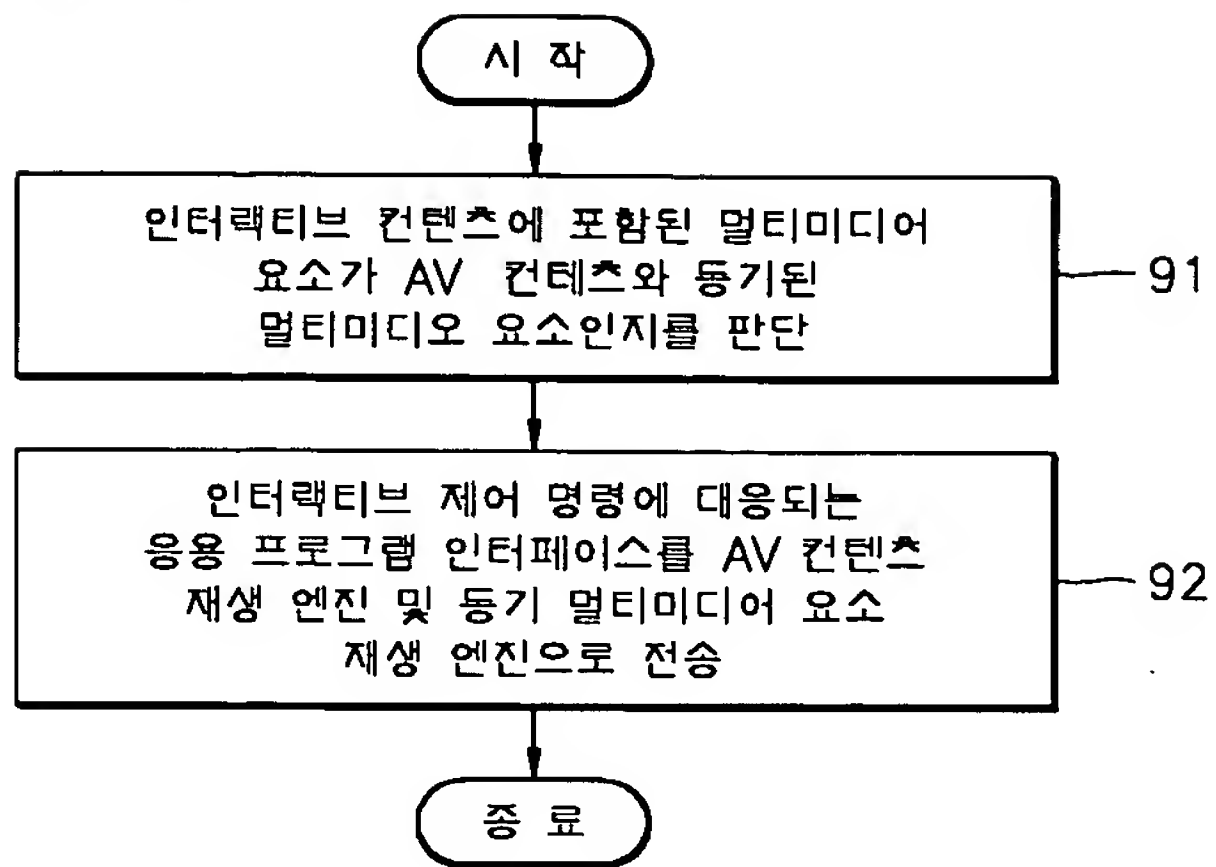 시 작
인터랙티브 컨텐츠에 포함된 멀티미디어
요소가 AV 컨테츠와 동기된
멀티미디오 요소인지를 판단
91
인터랙티브 제어 명령에 대응되는
응용 프로그램 인터페이스를 AV 컨텐츠
재생 엔진 및 동기 멀티미디어 요소
재생 엔진으로 전송
92
종 료